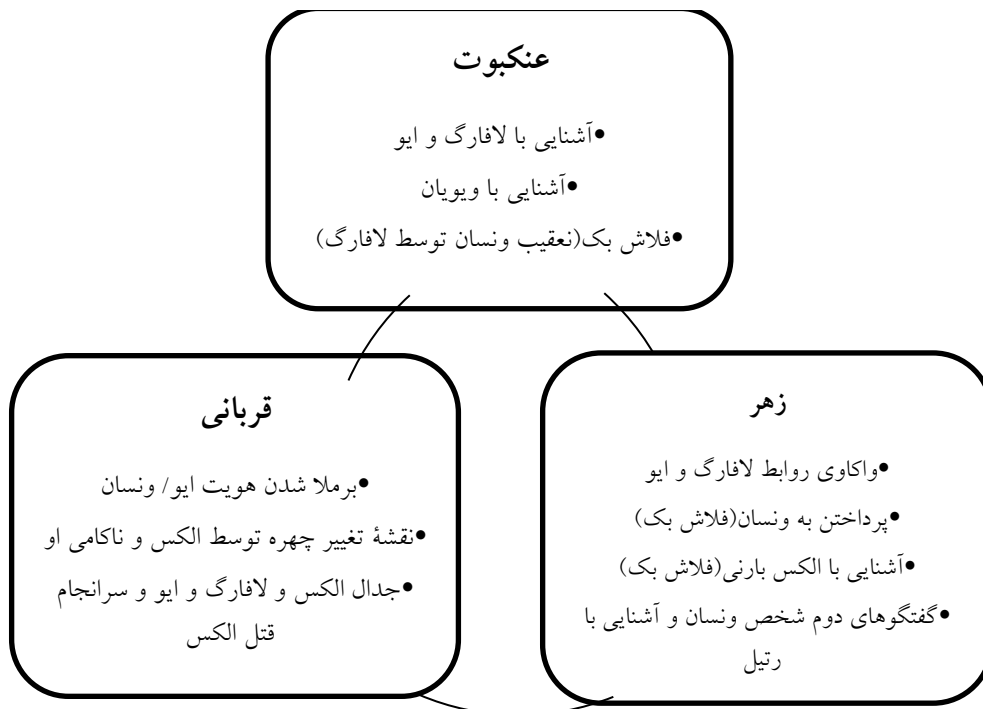 عنکبوت
•آشنایی با لافارگ و ایو
•آشنایی با ویویان
•فلاش بک(نعقیب ونسان توسط لافارگ)
زهر
•واکاوی روابط لافارگ و ایو
•پرداختن به ونسان(فلاش بک)
•آشنایی با الکس بارنی(فلاش بک)
•گفتگوهای دوم شخص ونسان و آشنایی با
رتیل
قربانی
•برملا شدن هویت ایو/ ونسان
•نقشۀ تغییر چهره توسط الکس و ناکامی او
•جدال الکس و لافارگ و ایو و سرانجام
قتل الکس